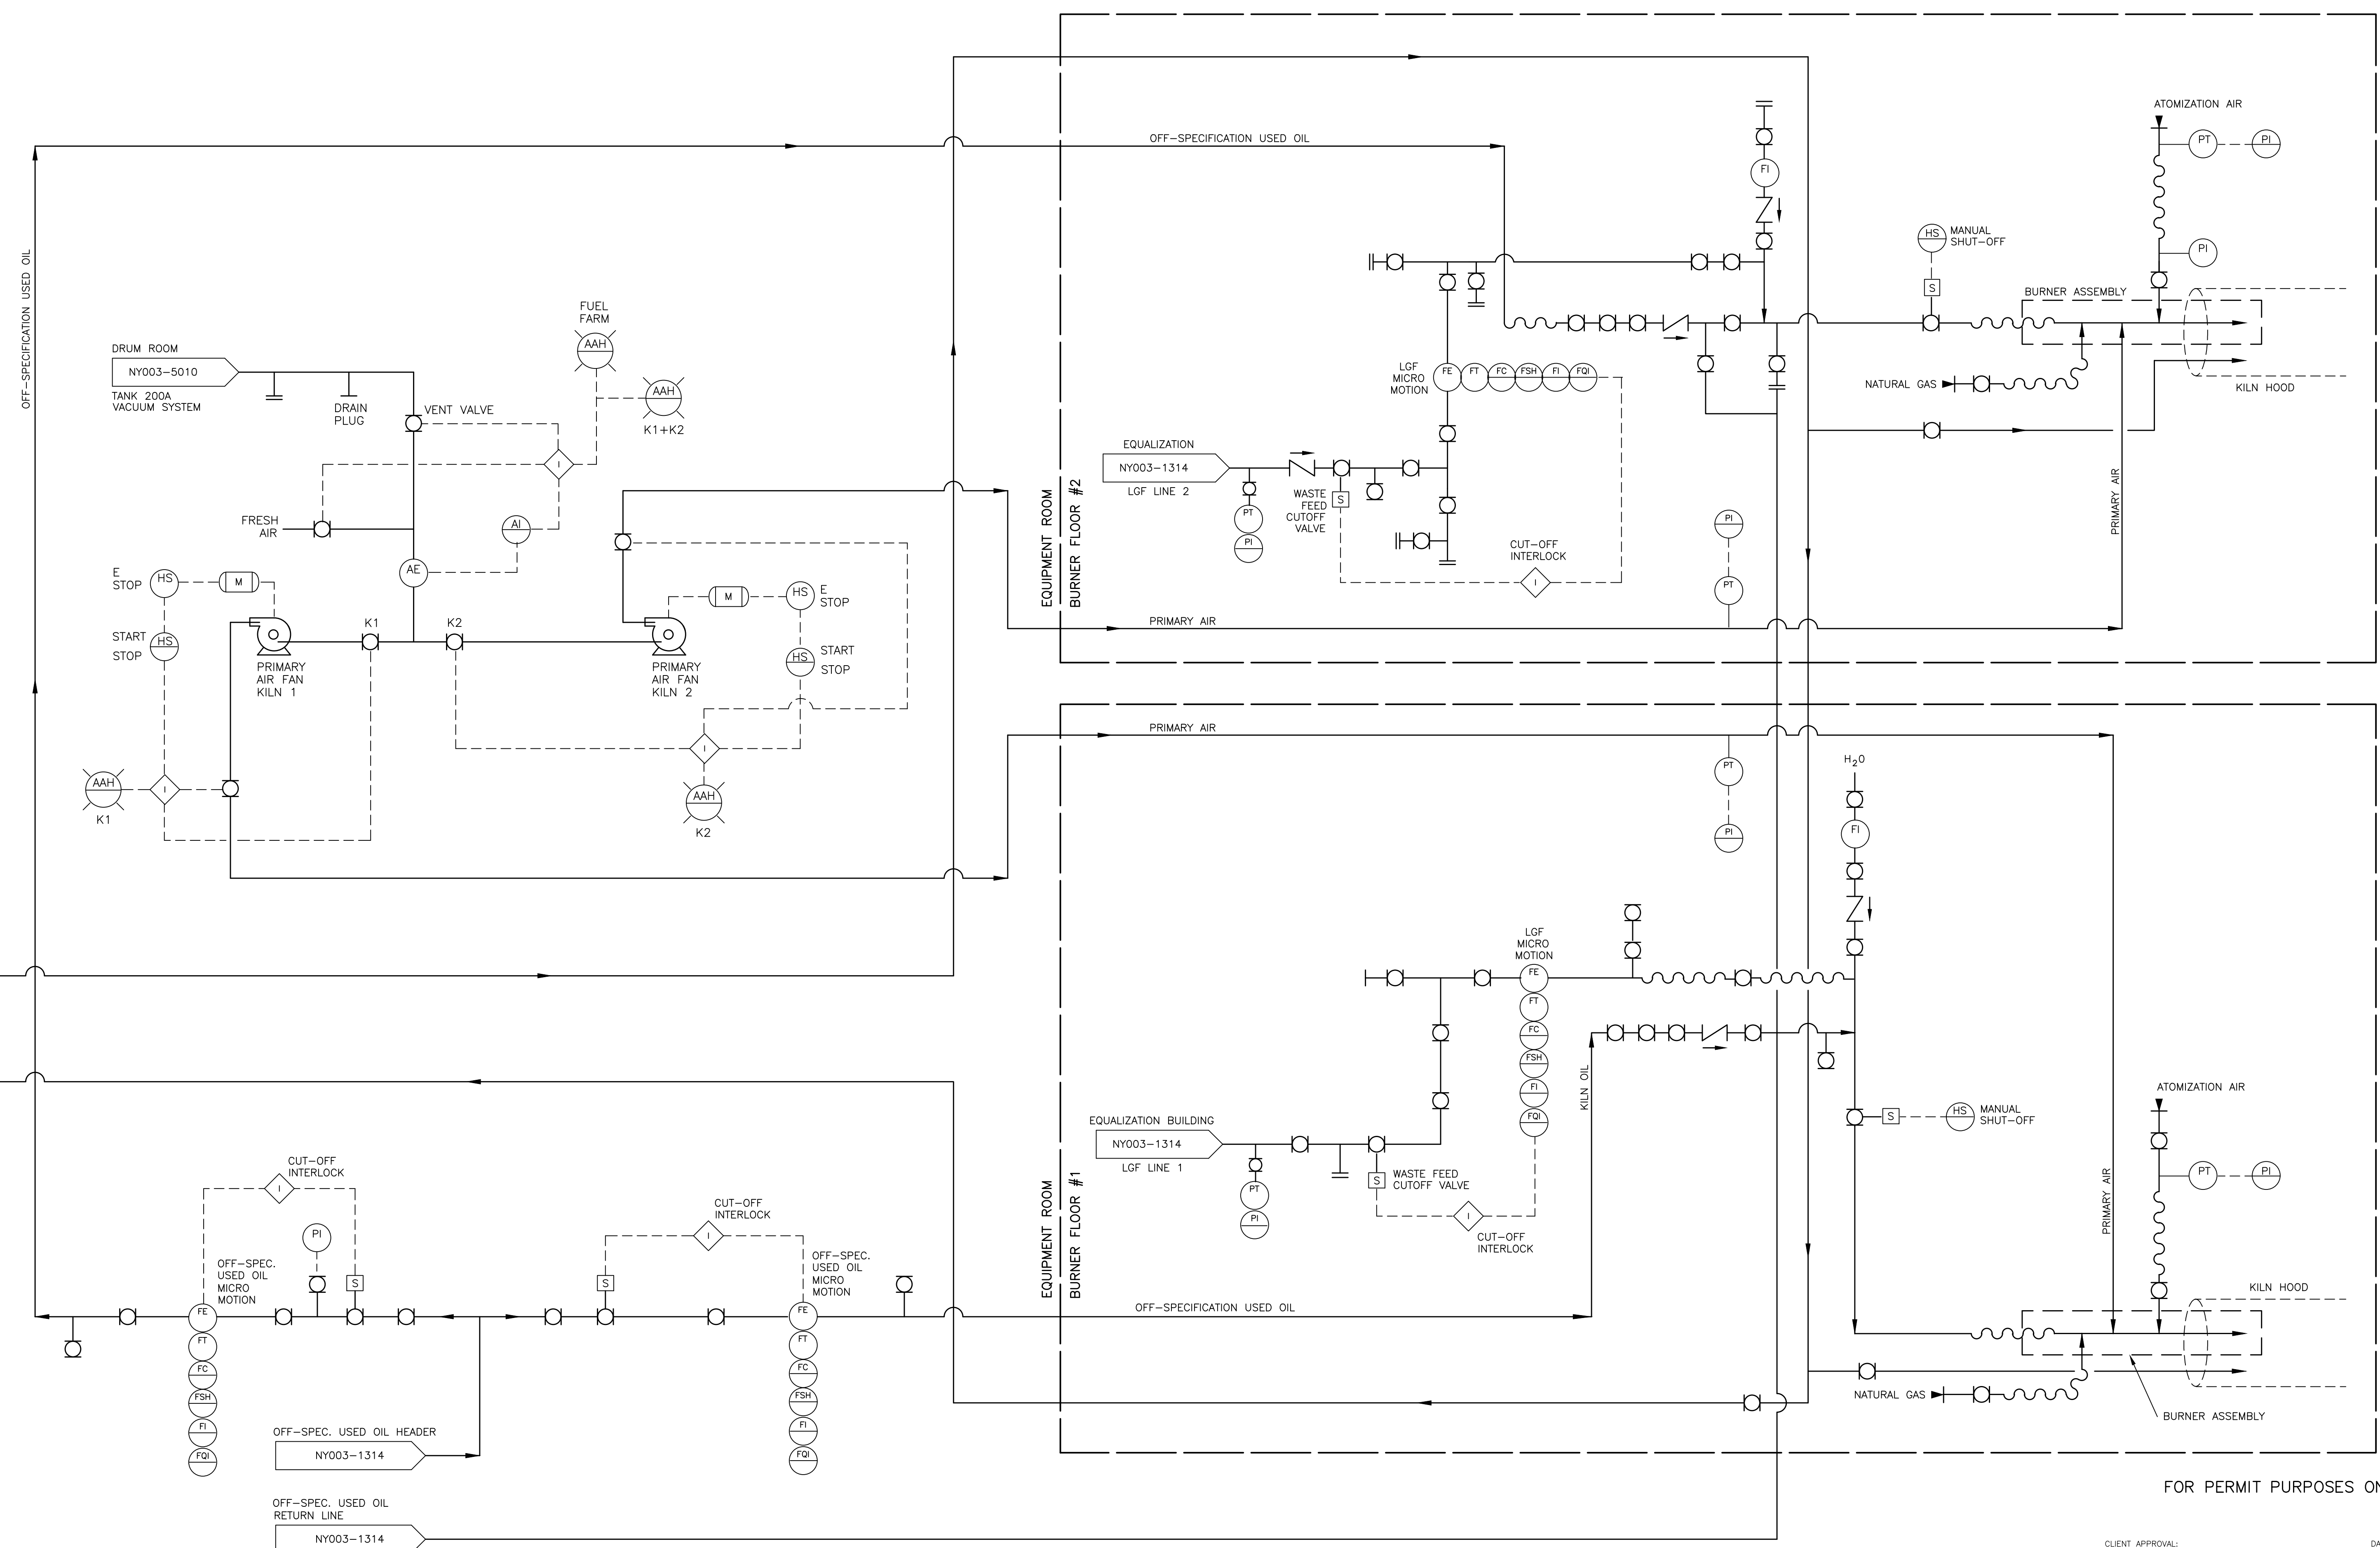 ATOMIZATION AIR
PT
PI
OFF-SPECIFICATION USED OIL
FI
HS
MANUAL
SHUT-OFF
PI
S
BURNER ASSEMBLY
OFF-SPECIFICATION USED OIL
FUEL
FARM
AAH
DRUM ROOM
NY003-5010
TANK 200A
VACUUM SYSTEM
DRAIN
PLUG
VENT VALVE
AAH
K1+K2
I
LGF
MICRO
MOTION
FE
FT
FC
FSH
FI
FQI
NATURAL GAS
KILN HOOD
EQUALIZATION
NY003-1314
LGF LINE 2
WASTE
FEED
CUTOFF
VALVE
S
PT
PI
CUT-OFF
INTERLOCK
I
PI
PT
PRIMARY AIR
EQUIPMENT ROOM
BURNER FLOOR #2
FRESH
AIR
AI
AE
E
STOP
HS
M
START
STOP
HS
K1
K2
M
HS
E
STOP
HS
START
STOP
PRIMARY
AIR FAN
KILN 1
PRIMARY
AIR FAN
KILN 2
PRIMARY AIR
AAH
K1
I
I
AAH
K2
PRIMARY AIR
PT
PI
H2O
FI
LGF
MICRO
MOTION
FE
FT
FC
FSH
FI
FQI
KILN OIL
EQUALIZATION BUILDING
NY003-1314
LGF LINE 1
PT
PI
S
WASTE FEED
CUTOFF VALVE
I
CUT-OFF
INTERLOCK
S
HS
MANUAL
SHUT-OFF
ATOMIZATION AIR
PT
PI
PRIMARY AIR
EQUIPMENT ROOM
BURNER FLOOR #1
KILN HOOD
NATURAL GAS
BURNER ASSEMBLY
CUT-OFF
INTERLOCK
I
PI
S
OFF-SPEC.
USED OIL
MICRO
MOTION
FE
FT
FC
FSH
FI
FQI
CUT-OFF
INTERLOCK
I
S
OFF-SPEC.
USED OIL
MICRO
MOTION
FE
FT
FC
FSH
FI
FQI
OFF-SPECIFICATION USED OIL
OFF-SPEC. USED OIL HEADER
NY003-1314
OFF-SPEC. USED OIL
RETURN LINE
NY003-1314
FOR PERMIT PURPOSES ON
CLIENT APPROVAL:
DA